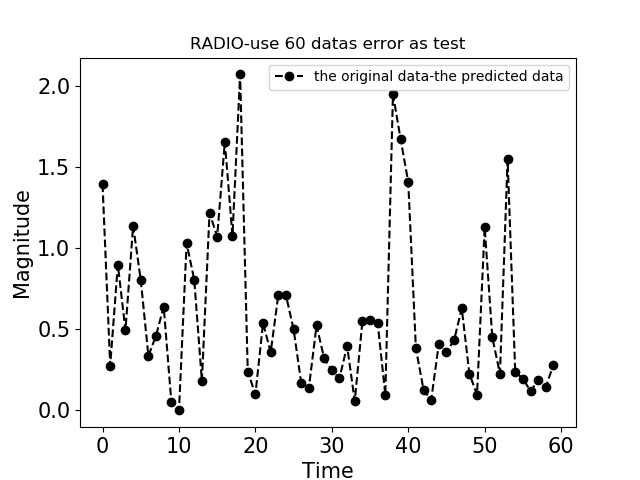 RADIO-use 60 datas error as test
the original data-the predicted data
2.0
1.5
1.0
0.5
0.0
Magnitude
0 10 20 30 40 50 60
Time